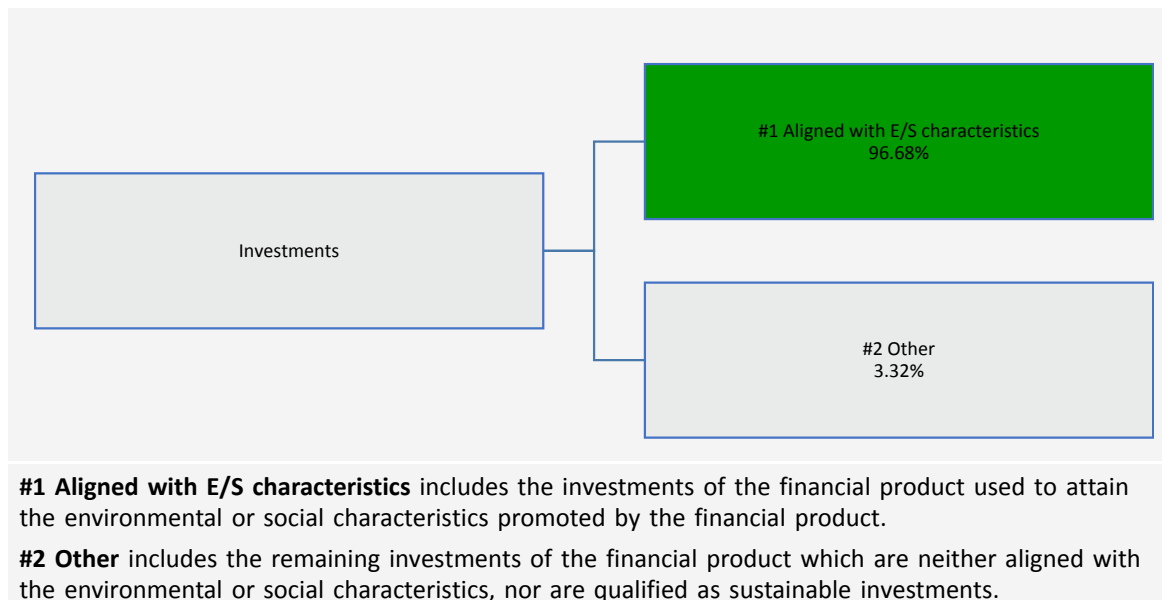 #1 Aligned with E/S characteristics
96.68%
Investments
#2 Other
3.32%
#1 Aligned with E/S characteristics includes the investments of the financial product used to attain
the environmental or social characteristics promoted by the financial product.
#2 Other includes the remaining investments of the financial product which are neither aligned with
the environmental or social characteristics, nor are qualified as sustainable investments.